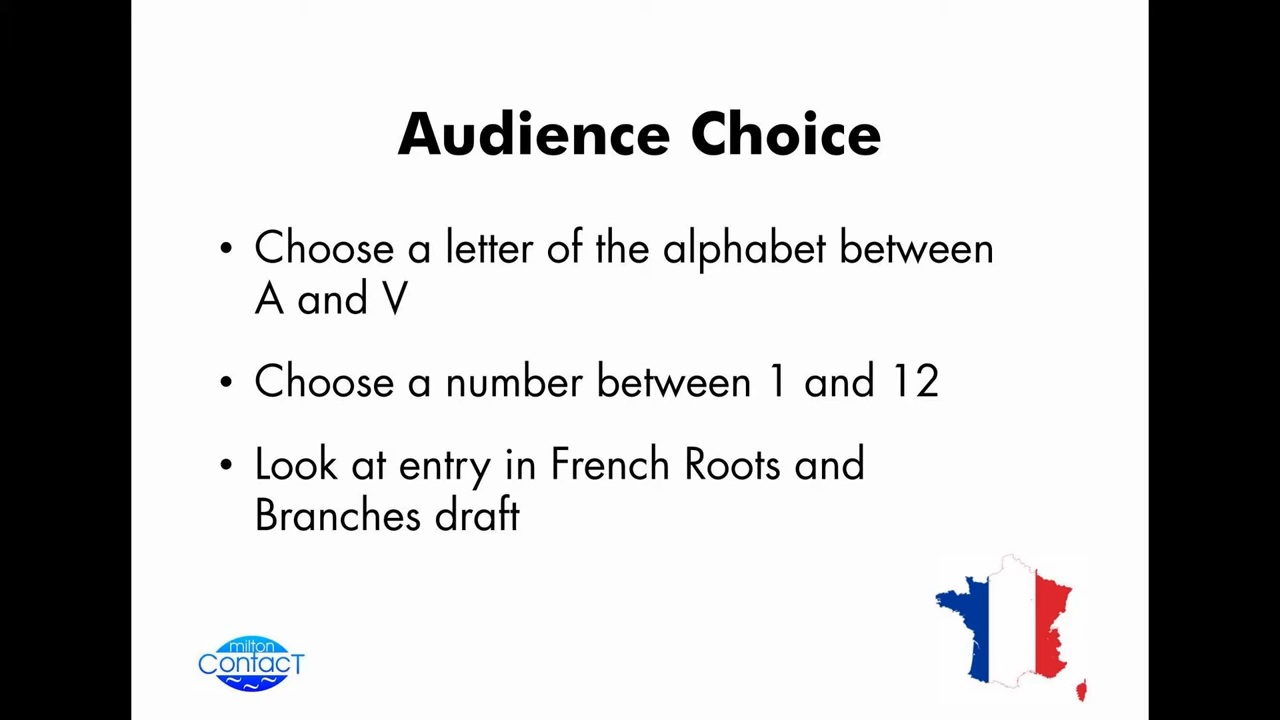 Audience Choice
• Choose a letter of the alphabet between
A and V
• Choose a number between 1 and 12
• Look at entry in French Roots and
Branches draft
milton
ContacT